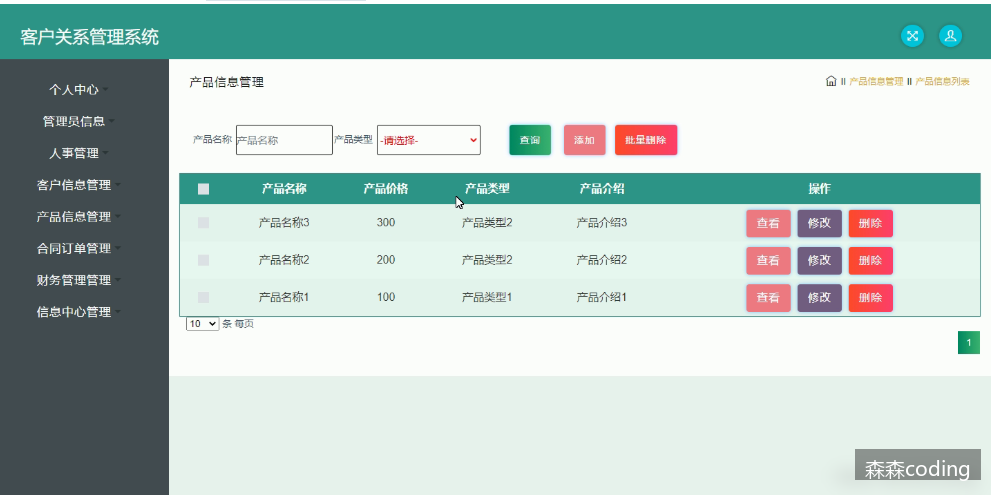 客户关系管理系统
个人中心
管理员信息
人事管理
客户信息管理
产品信息管理
合同订单管理
财务管理管理
信息中心管理
产品信息管理
II 产品信息管理 II 产品信息列表
产品名称 产品名称 产品类型 -请选择- 查询 添加 批量删除
产品名称 产品价格 产品类型 产品介绍 操作
产品名称3 300 产品类型2 产品介绍3 查看 修改 删除
产品名称2 200 产品类型2 产品介绍2 查看 修改 删除
产品名称1 100 产品类型1 产品介绍1 查看 修改 删除
10 条 每页
1
森森coding